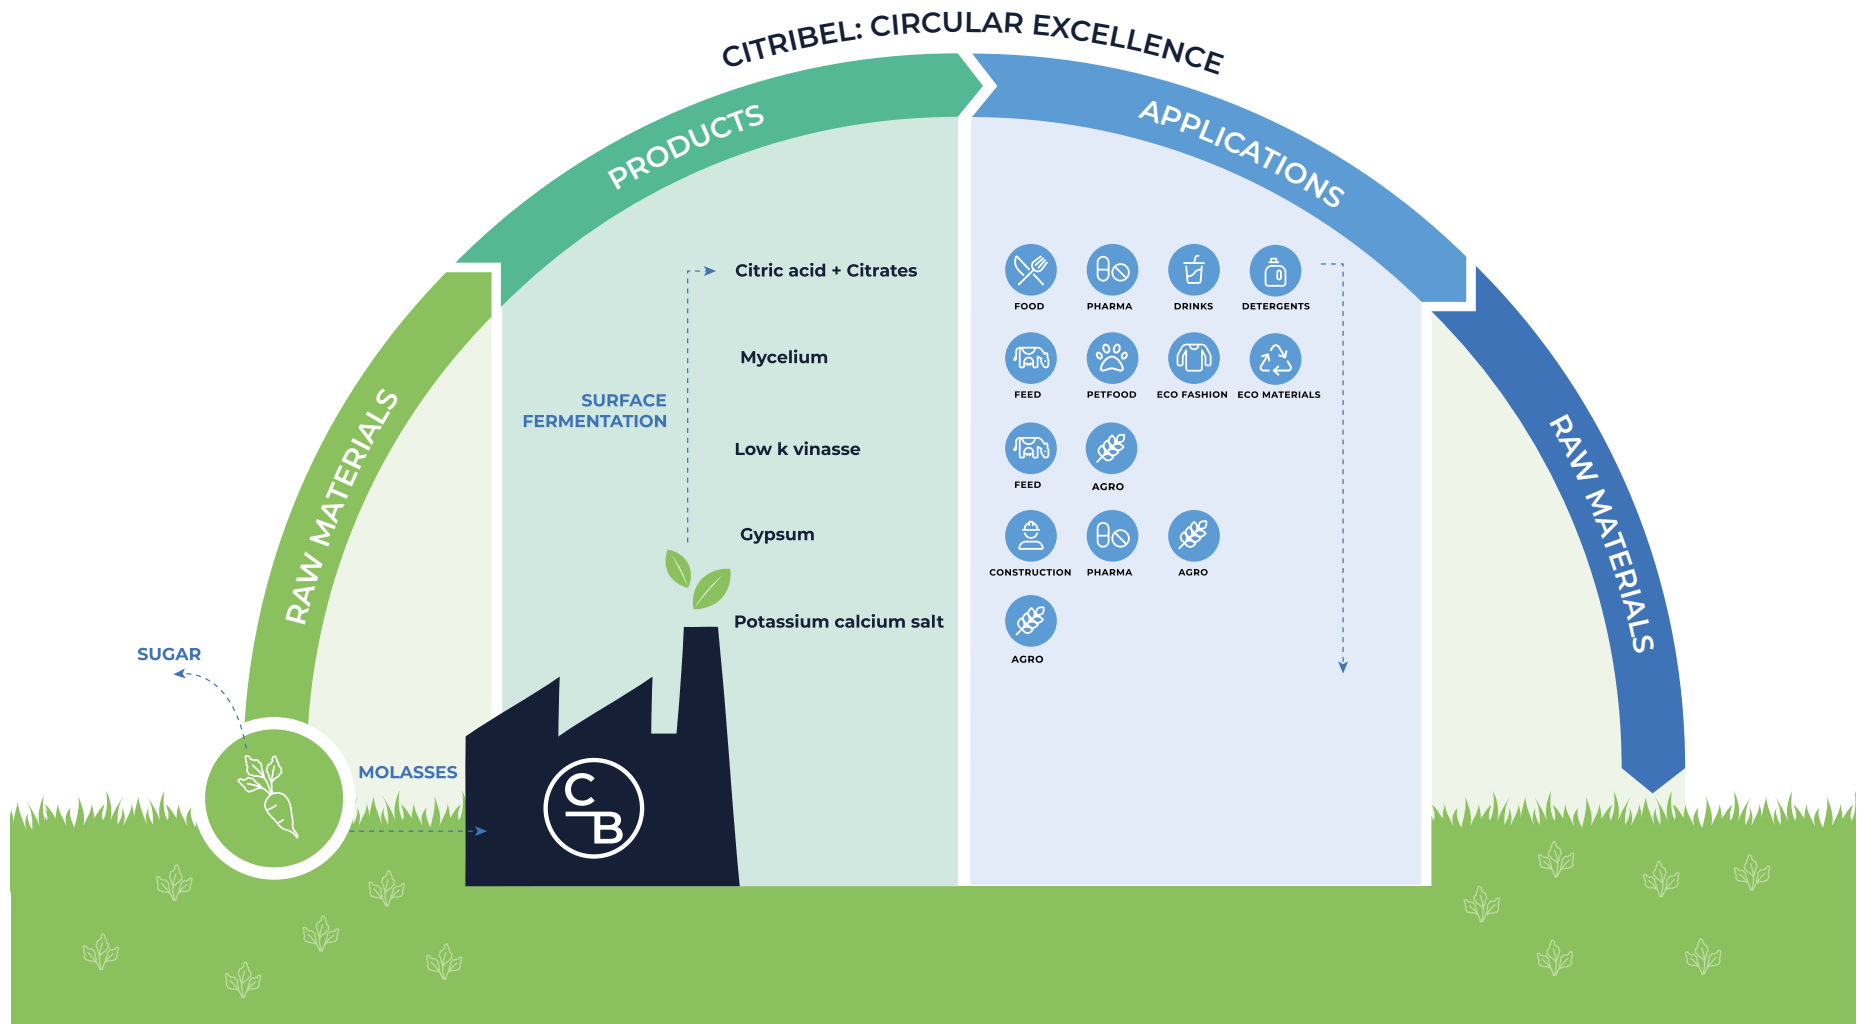 CITRIBEL: CIRCULAR EXCELLENCE
PRODUCTS
APPLICATIONS
RAW MATERIALS
RAW MATERIALS
SURFACE
FERMENTATION
Citric acid + Citrates
FOOD
PHARMA
DRINKS
DETERGENTS
Mycelium
FEED
PETFOOD
ECO FASHION
ECO MATERIALS
Low k vinasse
FEED
AGRO
Gypsum
CONSTRUCTION
PHARMA
AGRO
Potassium calcium salt
AGRO
SUGAR
MOLASSES
C
B